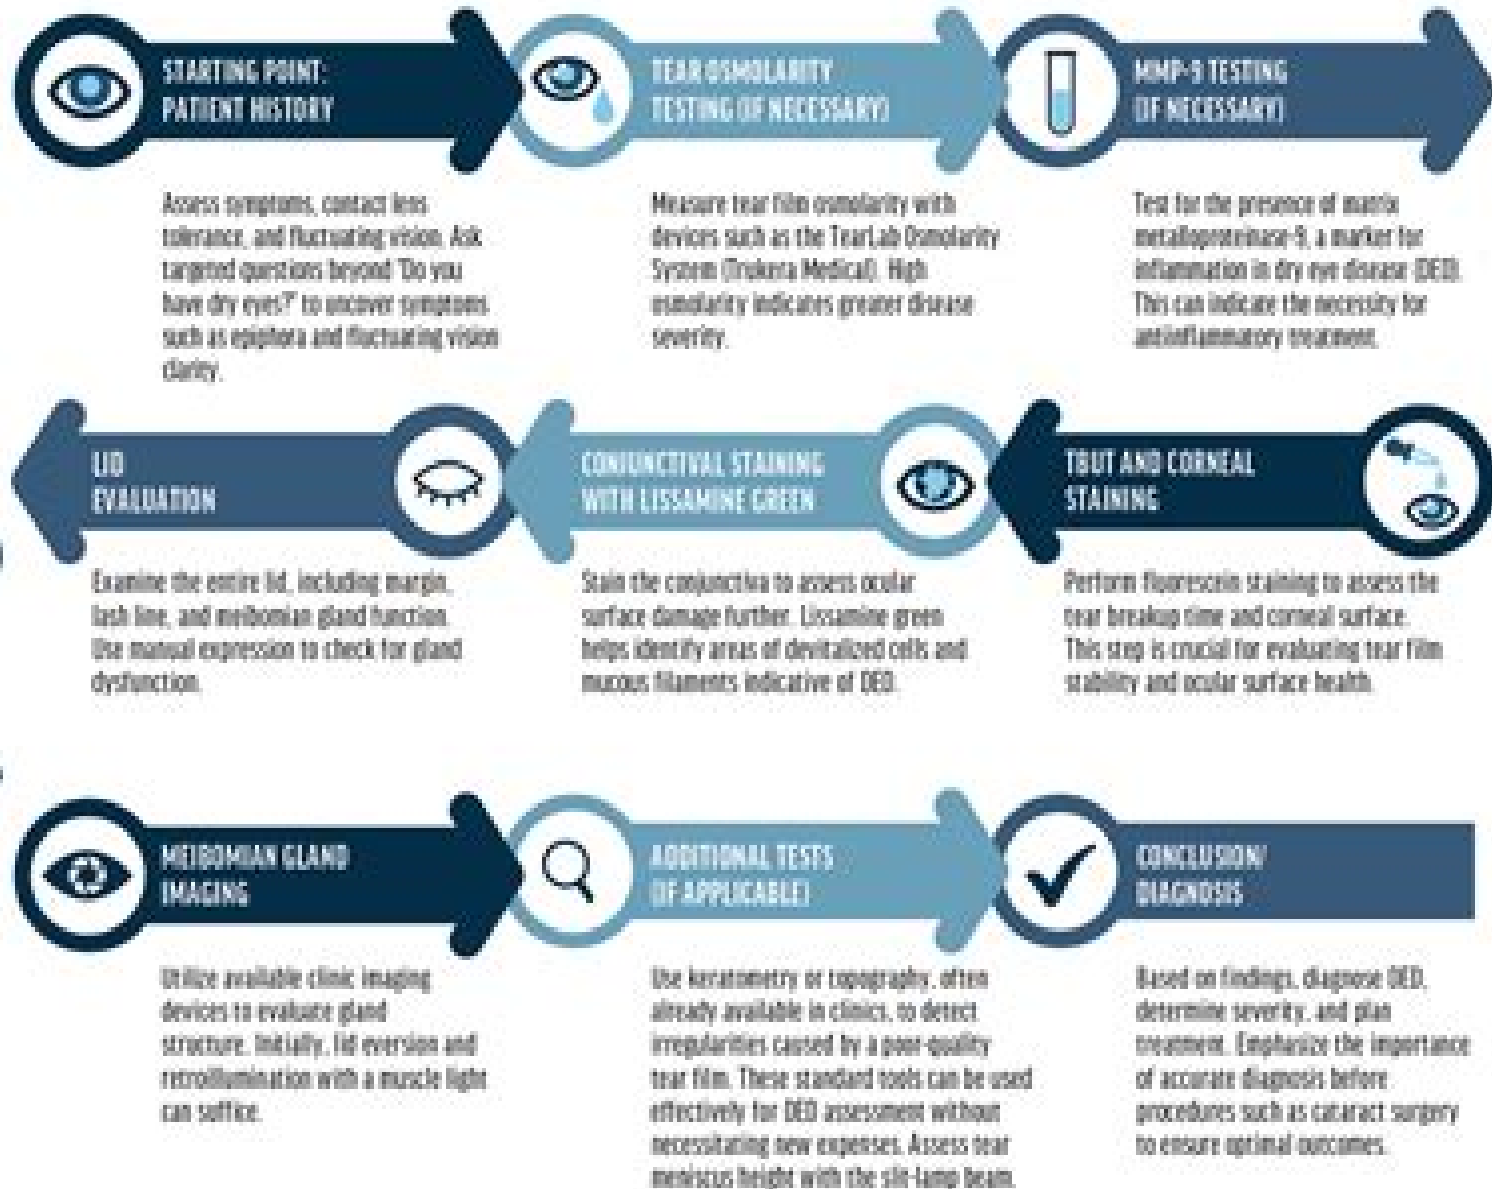 STARTING POINT:
PATIENT HISTORY
Assess symptoms, contact lens
tolerance, and fluctuating vision. Ask
targeted questions beyond "Do you
have dry eyes?" to uncover symptoms
such as epiphora and fluctuating vision
clarity.
TEAR OSMOLARITY
TESTING (IF NECESSARY)
Measure tear film osmolarity with
devices such as the TearLab Osmolarity
System (Trukera Medical). High
osmolarity indicates greater disease
severity.
MMP-9 TESTING
(IF NECESSARY)
Test for the presence of matrix
metalloproteinase-9, a marker for
inflammation in dry eye disease (DED).
This can indicate the necessity for
antiinflammatory treatment.
TBUT AND CORNEAL
STAINING
Perform fluorescein staining to assess the
tear breakup time and corneal surface.
This step is crucial for evaluating tear film
stability and ocular surface health.
CONJUNCTIVAL STAINING
WITH LISSAMINE GREEN
Stain the conjunctiva to assess ocular
surface damage further. Lissamine green
helps identify areas of devitalized cells and
mucous filaments indicative of DED.
LID
EVALUATION
Examine the entire lid, including margin,
lash line, and meibomian gland function.
Use manual expression to check for gland
dysfunction.
MEIBOMIAN GLAND
IMAGING
Utilize available clinic imaging
devices to evaluate gland
structure. Initially, lid eversion and
retroillumination with a muscle light
can suffice.
ADDITIONAL TESTS
(IF APPLICABLE)
Use keratometry or topography, often
already available in clinics, to detect
irregularities caused by a poor-quality
tear film. These standard tools can be used
effectively for DED assessment without
necessitating new expenses. Assess tear
meniscus height with the slit-lamp beam.
CONCLUSION/
DIAGNOSIS
Based on findings, diagnose DED,
determine severity, and plan
treatment. Emphasize the importance
of accurate diagnosis before
procedures such as cataract surgery
to ensure optimal outcomes.